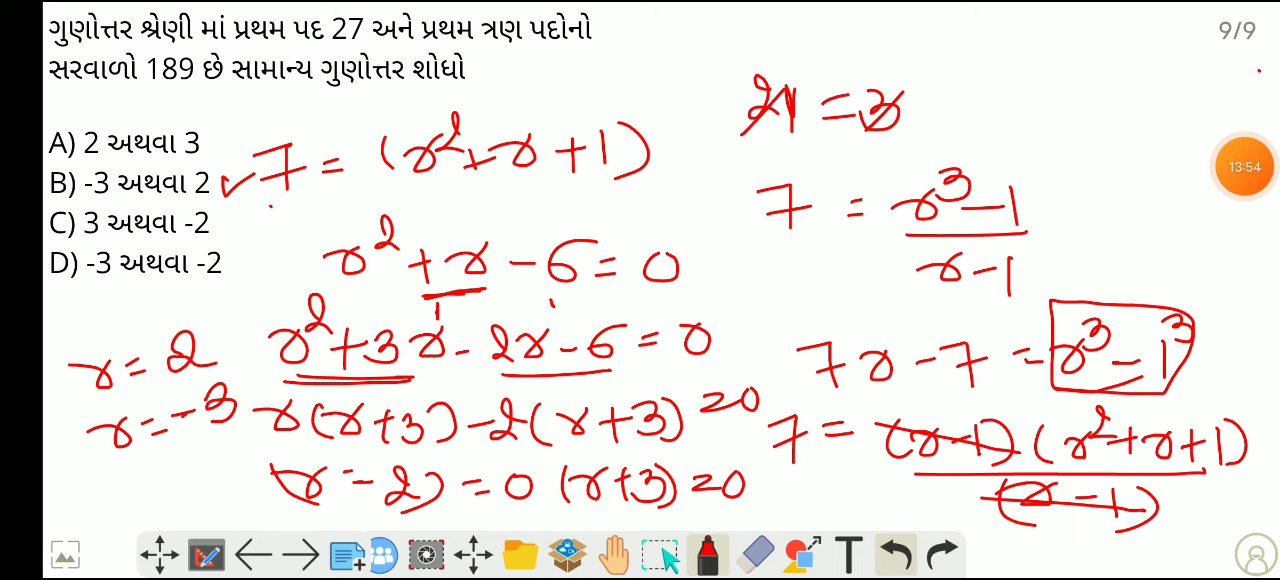 ગુણોત્તર શ્રેણી માં પ્રથમ પદ 27 અને પ્રથમ ત્રણ પદોનો
સરવાળો 189 છે સામાન્ય ગુણોત્તર શોધો
9/9
A) 2 અથવા 3
B) -3 અથવા 2
C) 3 અથવા -2
D) -3 અથવા -2
13:54
7 = (r² + r + 1)
r² + r - 6 = 0
r² + 3r - 2r - 6 = 0
r = 2
r = -3
r(r+3) - 2(r+3) = 0
(r - 2) = 0 (r+3) = 0
7 = r³ - 1
r - 1
7r - 7 = r³ - 1³
7 = (r-1) (r² + r + 1)
(r - 1)
T